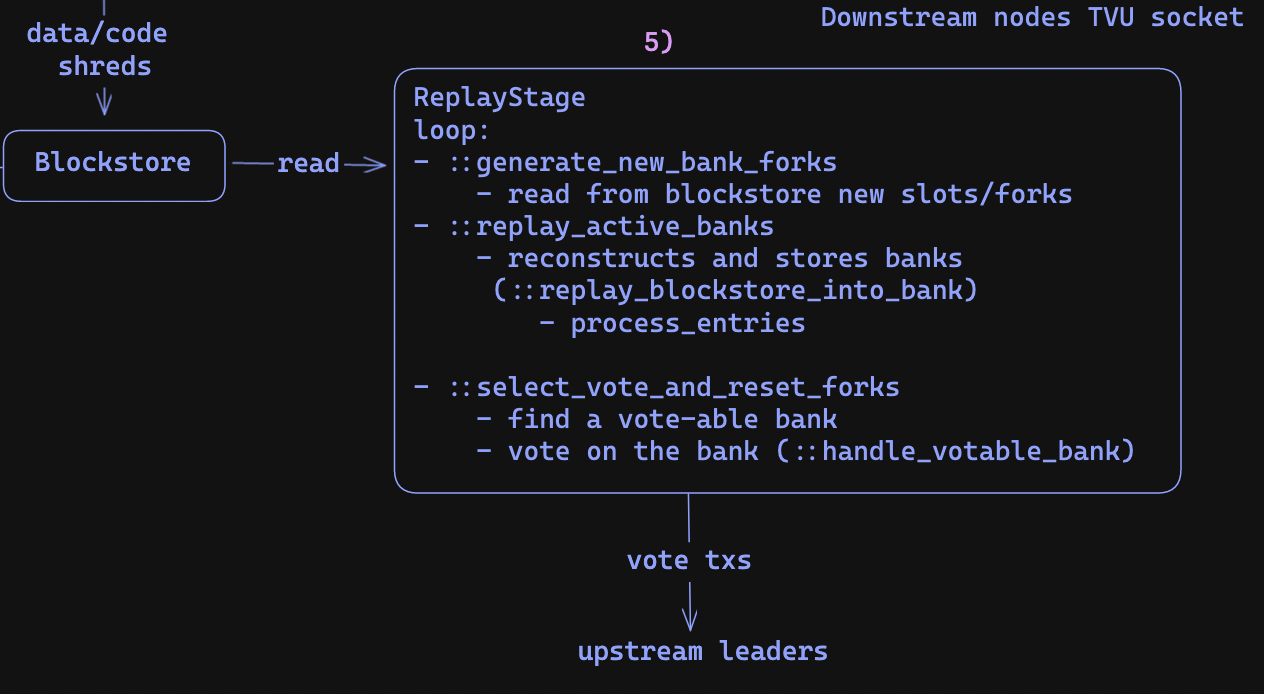 data/code
shreds
Blockstore
read
Downstream nodes TVU socket
5)
ReplayStage
loop:
- ::generate_new_bank_forks
- read from blockstore new slots/forks
- ::replay_active_banks
- reconstructs and stores banks
(::replay_blockstore_into_bank)
- process_entries
- ::select_vote_and_reset_forks
- find a vote-able bank
- vote on the bank (::handle_votable_bank)
vote txs
upstream leaders